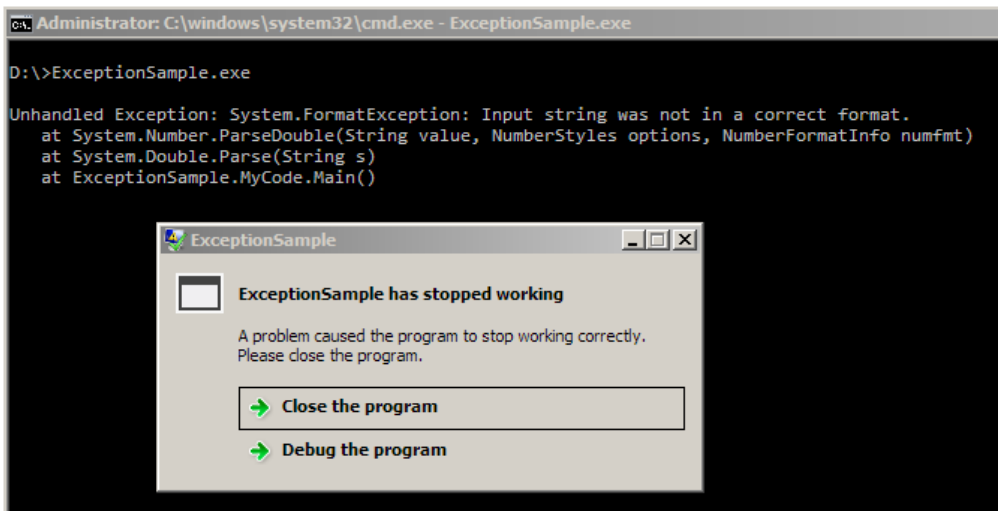 Administrator: C:\windows\system32\cmd.exe - ExceptionSample.exe
D:\>ExceptionSample.exe
Unhandled Exception: System.FormatException: Input string was not in a correct format.
   at System.Number.ParseDouble(String value, NumberStyles options, NumberFormatInfo numfmt)
   at System.Double.Parse(String s)
   at ExceptionSample.MyCode.Main()
ExceptionSample
ExceptionSample has stopped working
A problem caused the program to stop working correctly.
Please close the program.
Close the program
Debug the program